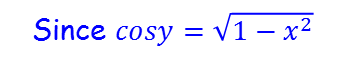 Since cosy = √1 − x²